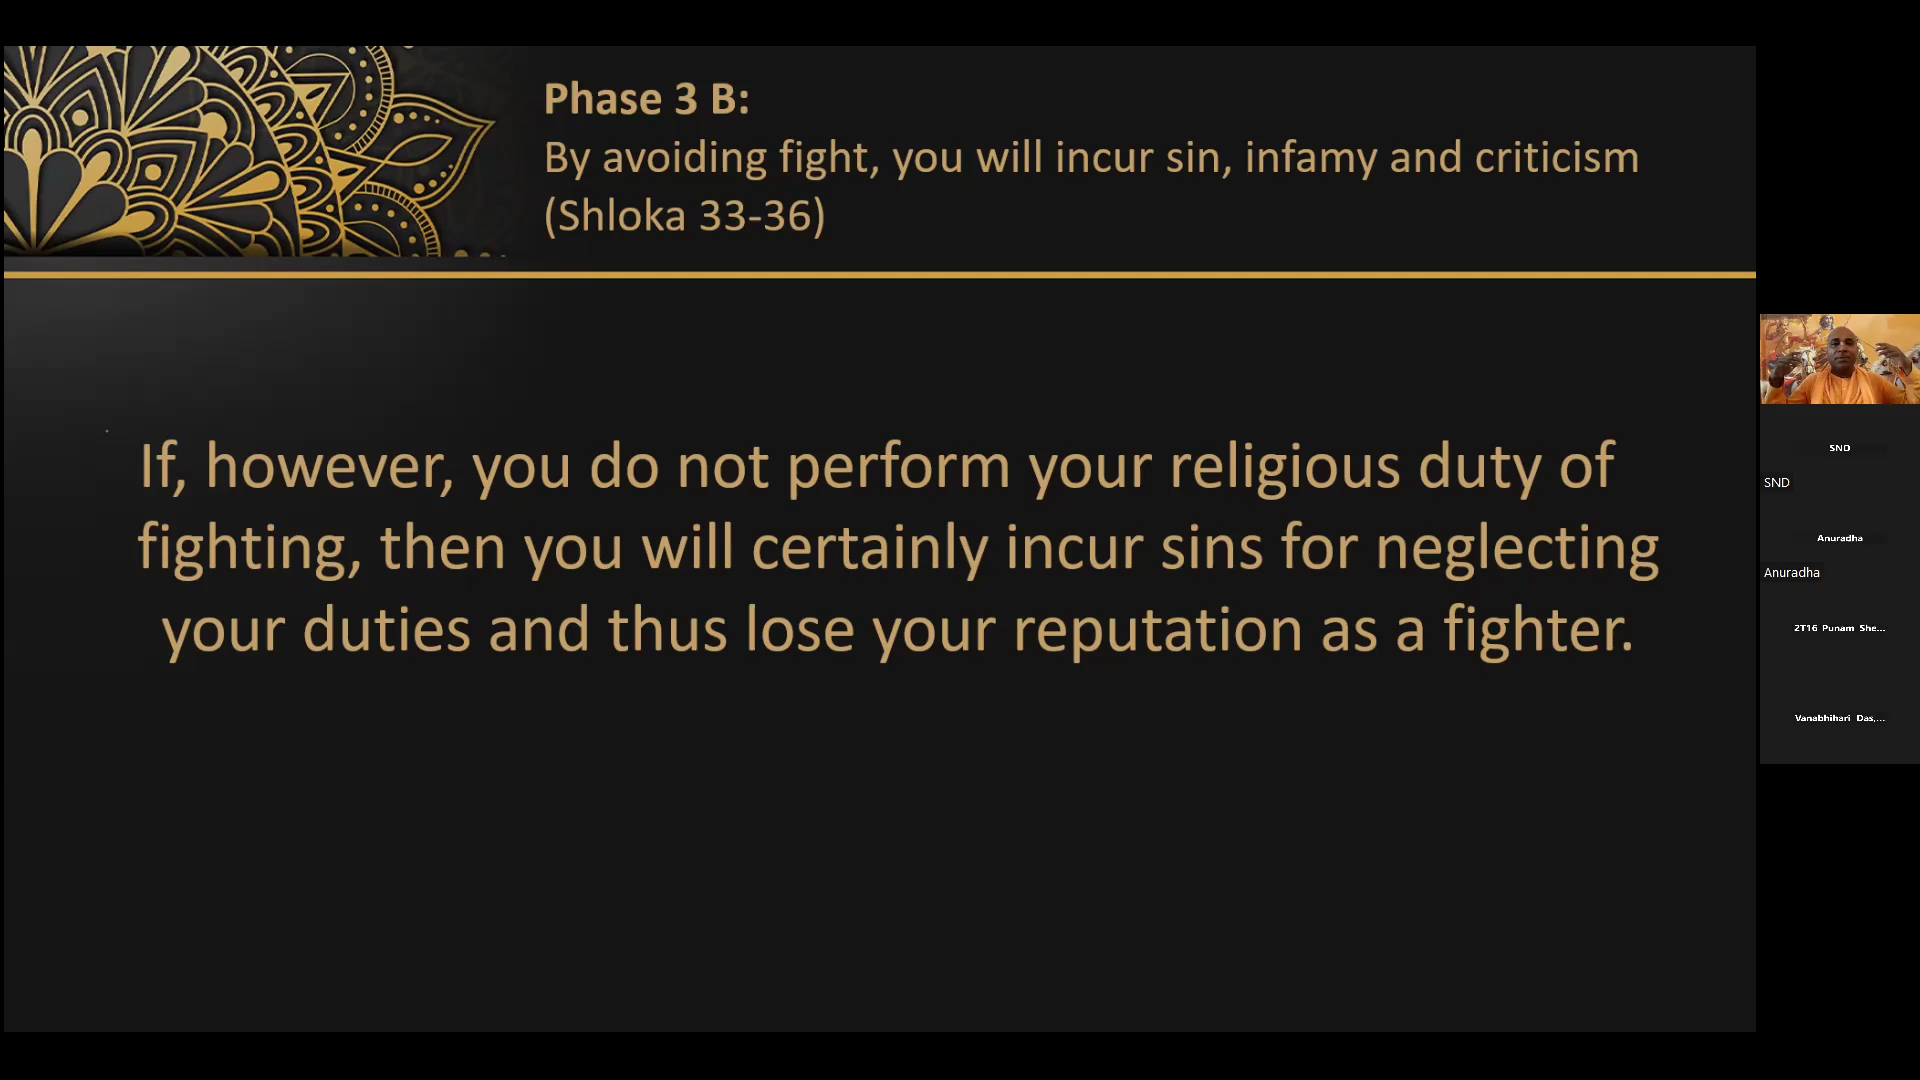 Phase 3 B:
By avoiding fight, you will incur sin, infamy and criticism
(Shloka 33-36)
If, however, you do not perform your religious duty of
fighting, then you will certainly incur sins for neglecting
your duties and thus lose your reputation as a fighter.
SND
SND
Anuradha
Anuradha
2T16 Punam She...
Vanabhihari Das,...